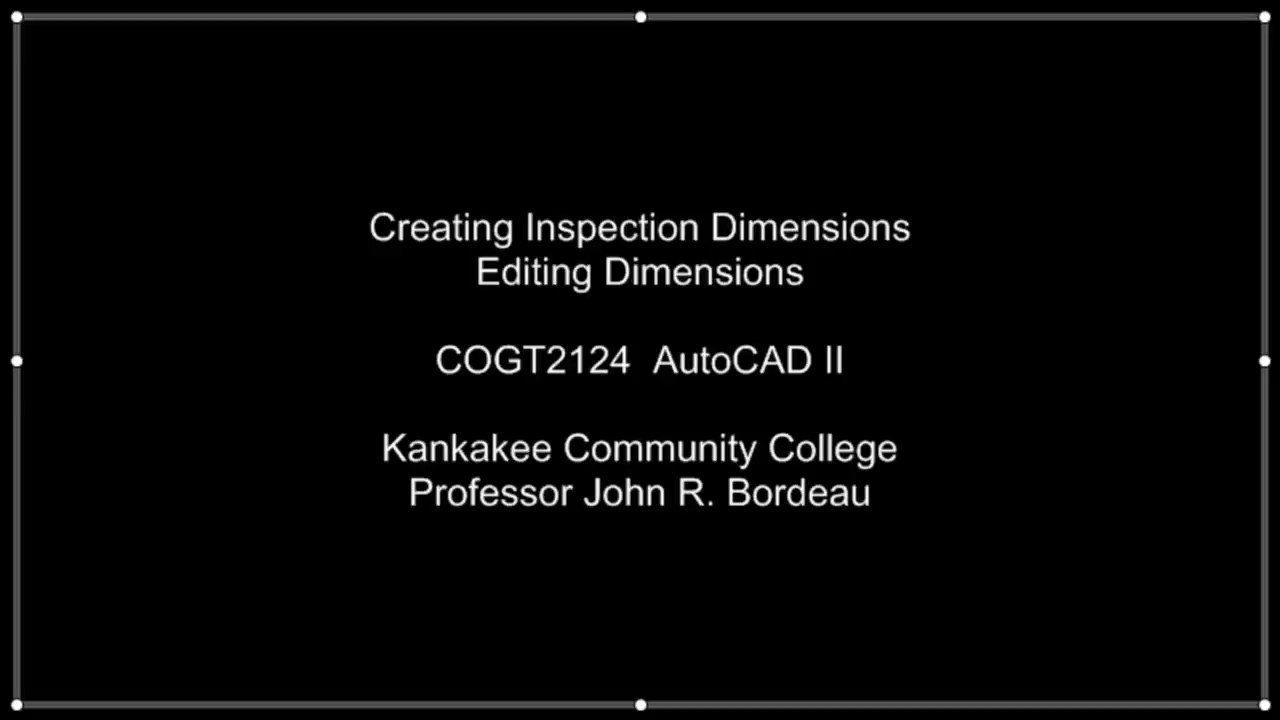 Creating Inspection Dimensions
Editing Dimensions
COGT2124 AutoCAD II
Kankakee Community College
Professor John R. Bordeau